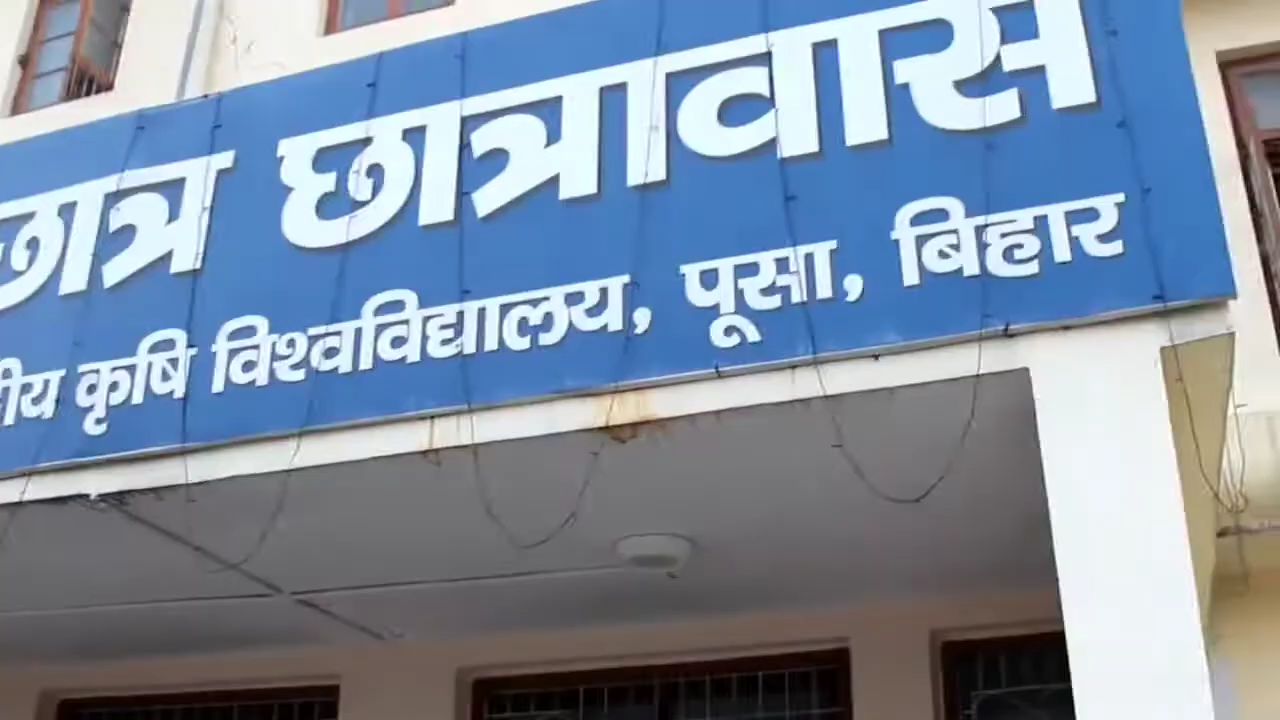 छात्र छात्रावास
कृषि विश्वविद्यालय, पूसा, बिहार